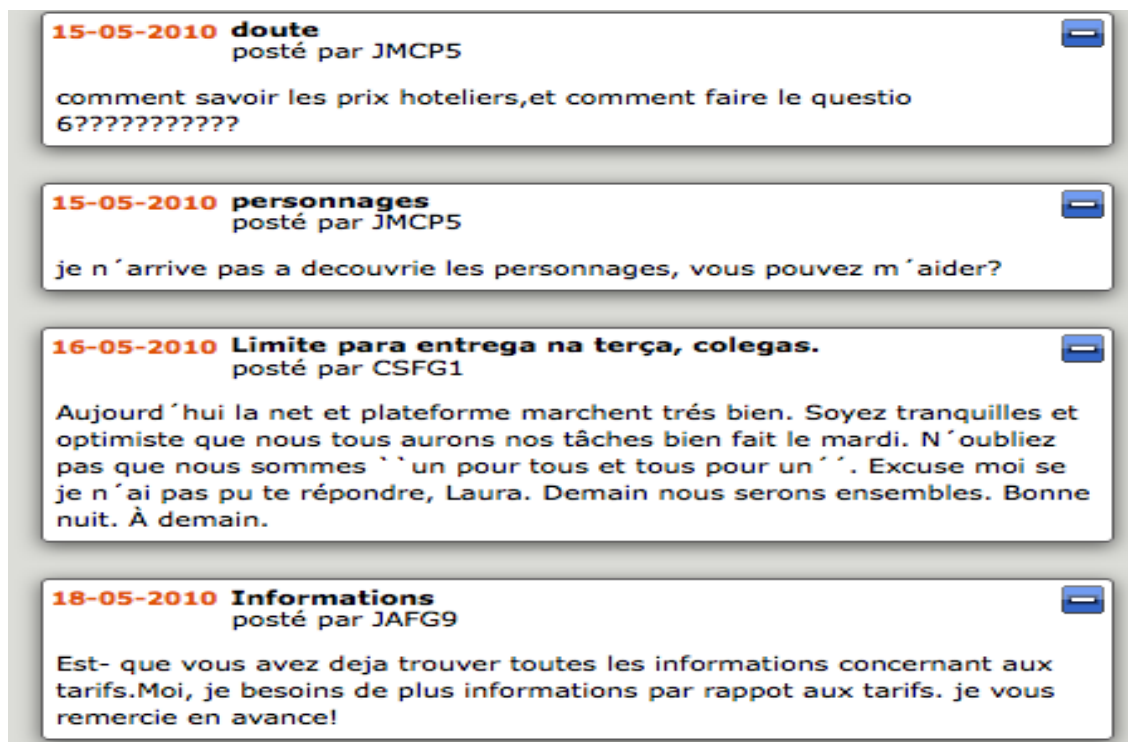 15-05-2010 doute
posté par JMCP5
comment savoir les prix hoteliers,et comment faire le questio
6???????????
15-05-2010 personnages
posté par JMCP5
je n´arrive pas a decouvrie les personnages, vous pouvez m´aider?
16-05-2010 Limite para entrega na terça, colegas.
posté par CSFG1
Aujourd´hui la net et plateforme marchent trés bien. Soyez tranquilles et
optimiste que nous tous aurons nos tâches bien fait le mardi. N´oubliez
pas que nous sommes ``un pour tous et tous pour un´´. Excuse moi se
je n´ai pas pu te répondre, Laura. Demain nous serons ensembles. Bonne
nuit. À demain.
18-05-2010 Informations
posté par JAFG9
Est- que vous avez deja trouver toutes les informations concernant aux
tarifs.Moi, je besoins de plus informations par rappot aux tarifs. je vous
remercie en avance!